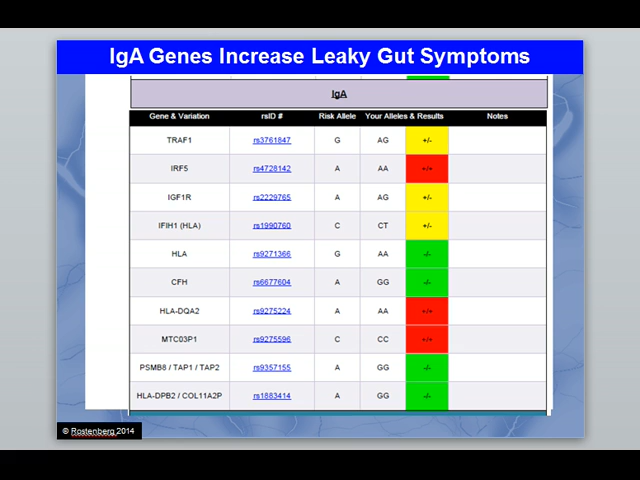 IgA Genes Increase Leaky Gut Symptoms
IgA
Gene & Variation rsID # Risk Allele Your Alleles & Results Notes
TRAF1 rs3761847 G AG +/-
IRF5 rs4728142 A AA +/+
IGF1R rs2229765 A AG +/-
IFIH1 (HLA) rs1990760 C CT +/-
HLA rs9271366 G AA -/-
CFH rs6677604 A GG -/-
HLA-DQA2 rs9275224 A AA +/+
MTC03P1 rs9275596 C CC +/+
PSMB8 / TAP1 / TAP2 rs9357155 A GG -/-
HLA-DPB2 / COL11A2P rs1883414 A GG -/-
© Rostenberg 2014